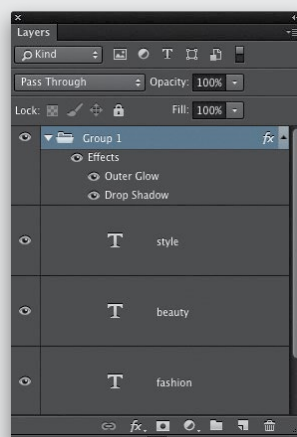 Layers
Kind
T
Pass Through Opacity: 100%
Lock: Fill: 100%
Group 1 fx
Effects
Outer Glow
Drop Shadow
T style
T beauty
T fashion
fx.